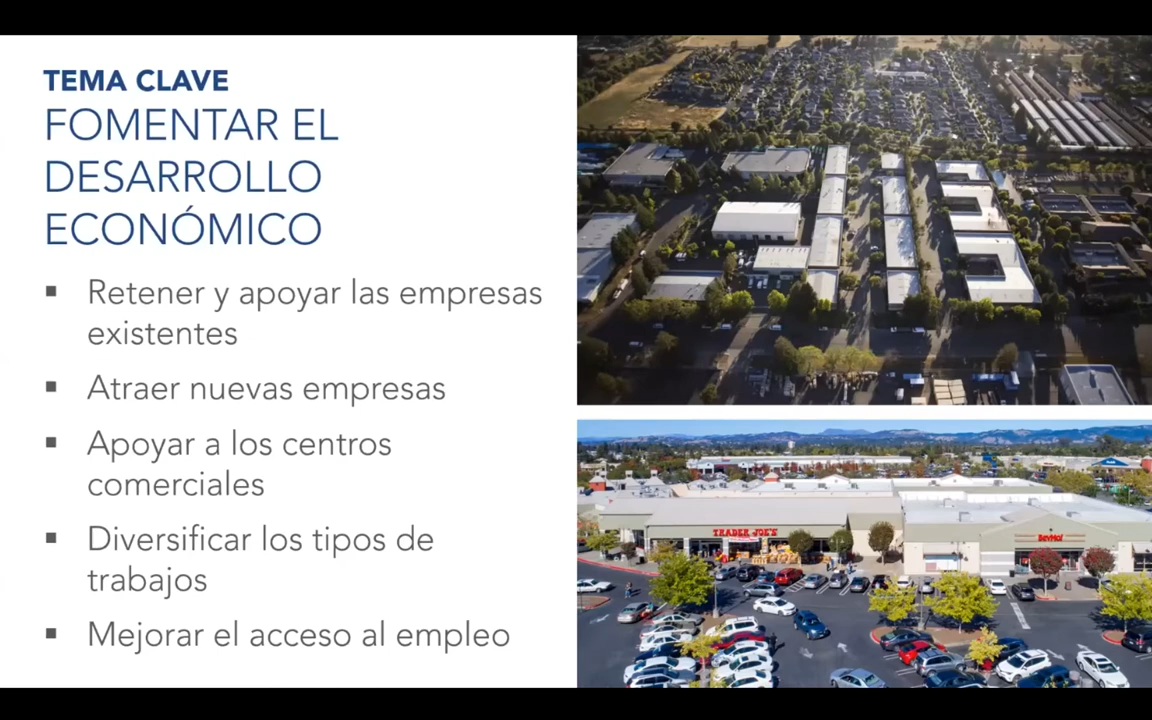 TEMA CLAVE
FOMENTAR EL
DESARROLLO
ECONÓMICO
▪ Retener y apoyar las empresas
existentes
▪ Atraer nuevas empresas
▪ Apoyar a los centros
comerciales
▪ Diversificar los tipos de
trabajos
▪ Mejorar el acceso al empleo
TRADER JOE'S
BevMo!